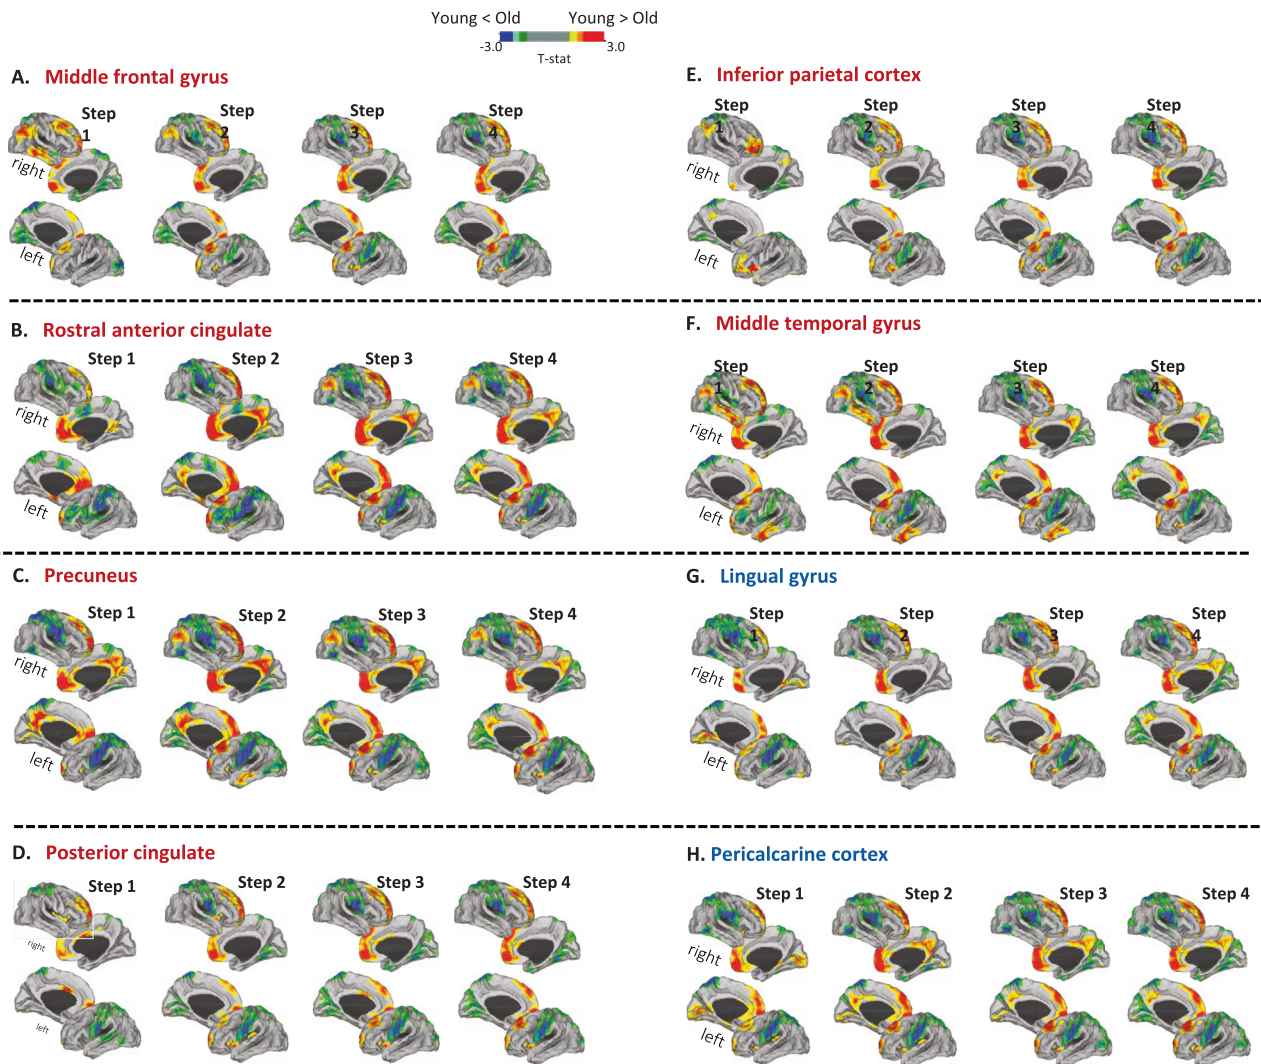 Young < Old Young > Old
-3.0 3.0
T-stat
A. Middle frontal gyrus
Step 1 Step 2 Step 3 Step 4
right
left
B. Rostral anterior cingulate
Step 1 Step 2 Step 3 Step 4
right
left
C. Precuneus
Step 1 Step 2 Step 3 Step 4
right
left
D. Posterior cingulate
Step 1 Step 2 Step 3 Step 4
right
left
E. Inferior parietal cortex
Step 1 Step 2 Step 3 Step 4
right
left
F. Middle temporal gyrus
Step 1 Step 2 Step 3 Step 4
right
left
G. Lingual gyrus
Step 1 Step 2 Step 3 Step 4
right
left
H. Pericalcarine cortex
Step 1 Step 2 Step 3 Step 4
right
left